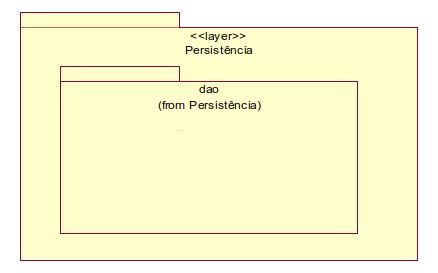 <<layer>>
Persistência
dao
(from Persistência)